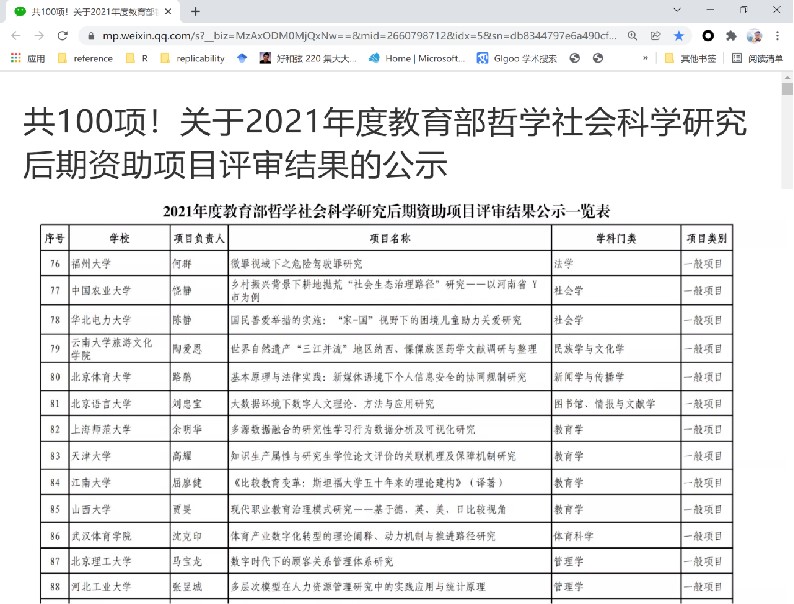 共100项！关于2021年度教育部
mp.weixin.qq.com/s?__biz=MzAxODM0MjQxNw==&mid=2660798712&idx=5&sn=db8344797e6a490cf...
应用 reference R replicability 好和弦 220 集大大... Home | Microsoft... Glgoo 学术搜索 » 其他书签 阅读清单
共100项！关于2021年度教育部哲学社会科学研究
后期资助项目评审结果的公示
2021年度教育部哲学社会科学研究后期资助项目评审结果公示一览表
序号 学校 项目负责人 项目名称 学科门类 项目类别
76 福州大学 何群 微罪视域下之危险驾驶罪研究 法学 一般项目
77 中国农业大学 饶静 乡村振兴背景下耕地抛荒“社会生态治理路径”研究——以河南省 Y
市为例 社会学 一般项目
78 华北电力大学 陈静 国民善爱举措的实施：“家-国”视野下的困境儿童助力关爱研究 社会学 一般项目
79 云南大学旅游文化
学院 陶爱恩 世界自然遗产“三江并流”地区纳西、傈僳族医药学文献调研与整理 民族学与文化学 一般项目
80 北京体育大学 路鹃 基本原理与法律实践：新媒体语境下个人信息安全的协同规制研究 新闻学与传播学 一般项目
81 北京语言大学 刘忠宝 大数据环境下数字人文理论、方法与应用研究 图书馆、情报与文献学 一般项目
82 上海师范大学 余明华 多源数据融合的研究性学习行为数据分析及可视化研究 教育学 一般项目
83 天津大学 高耀 知识生产属性与研究生学位论文评价的关联机理及保障机制研究 教育学 一般项目
84 江南大学 屈廖健 《比较教育变革：斯坦福大学五十年来的理论建构》（译著） 教育学 一般项目
85 山西大学 贾旻 现代职业教育治理模式研究——基于德、英、美、日比较视角 教育学 一般项目
86 武汉体育学院 沈克印 体育产业数字化转型的理论阐释、动力机制与推进路径研究 体育科学 一般项目
87 北京理工大学 马宝龙 数字时代下的顾客关系管理体系研究 管理学 一般项目
88 河北工业大学 张昱城 多层次模型在人力资源管理研究中的实践应用与统计原理 管理学 一般项目